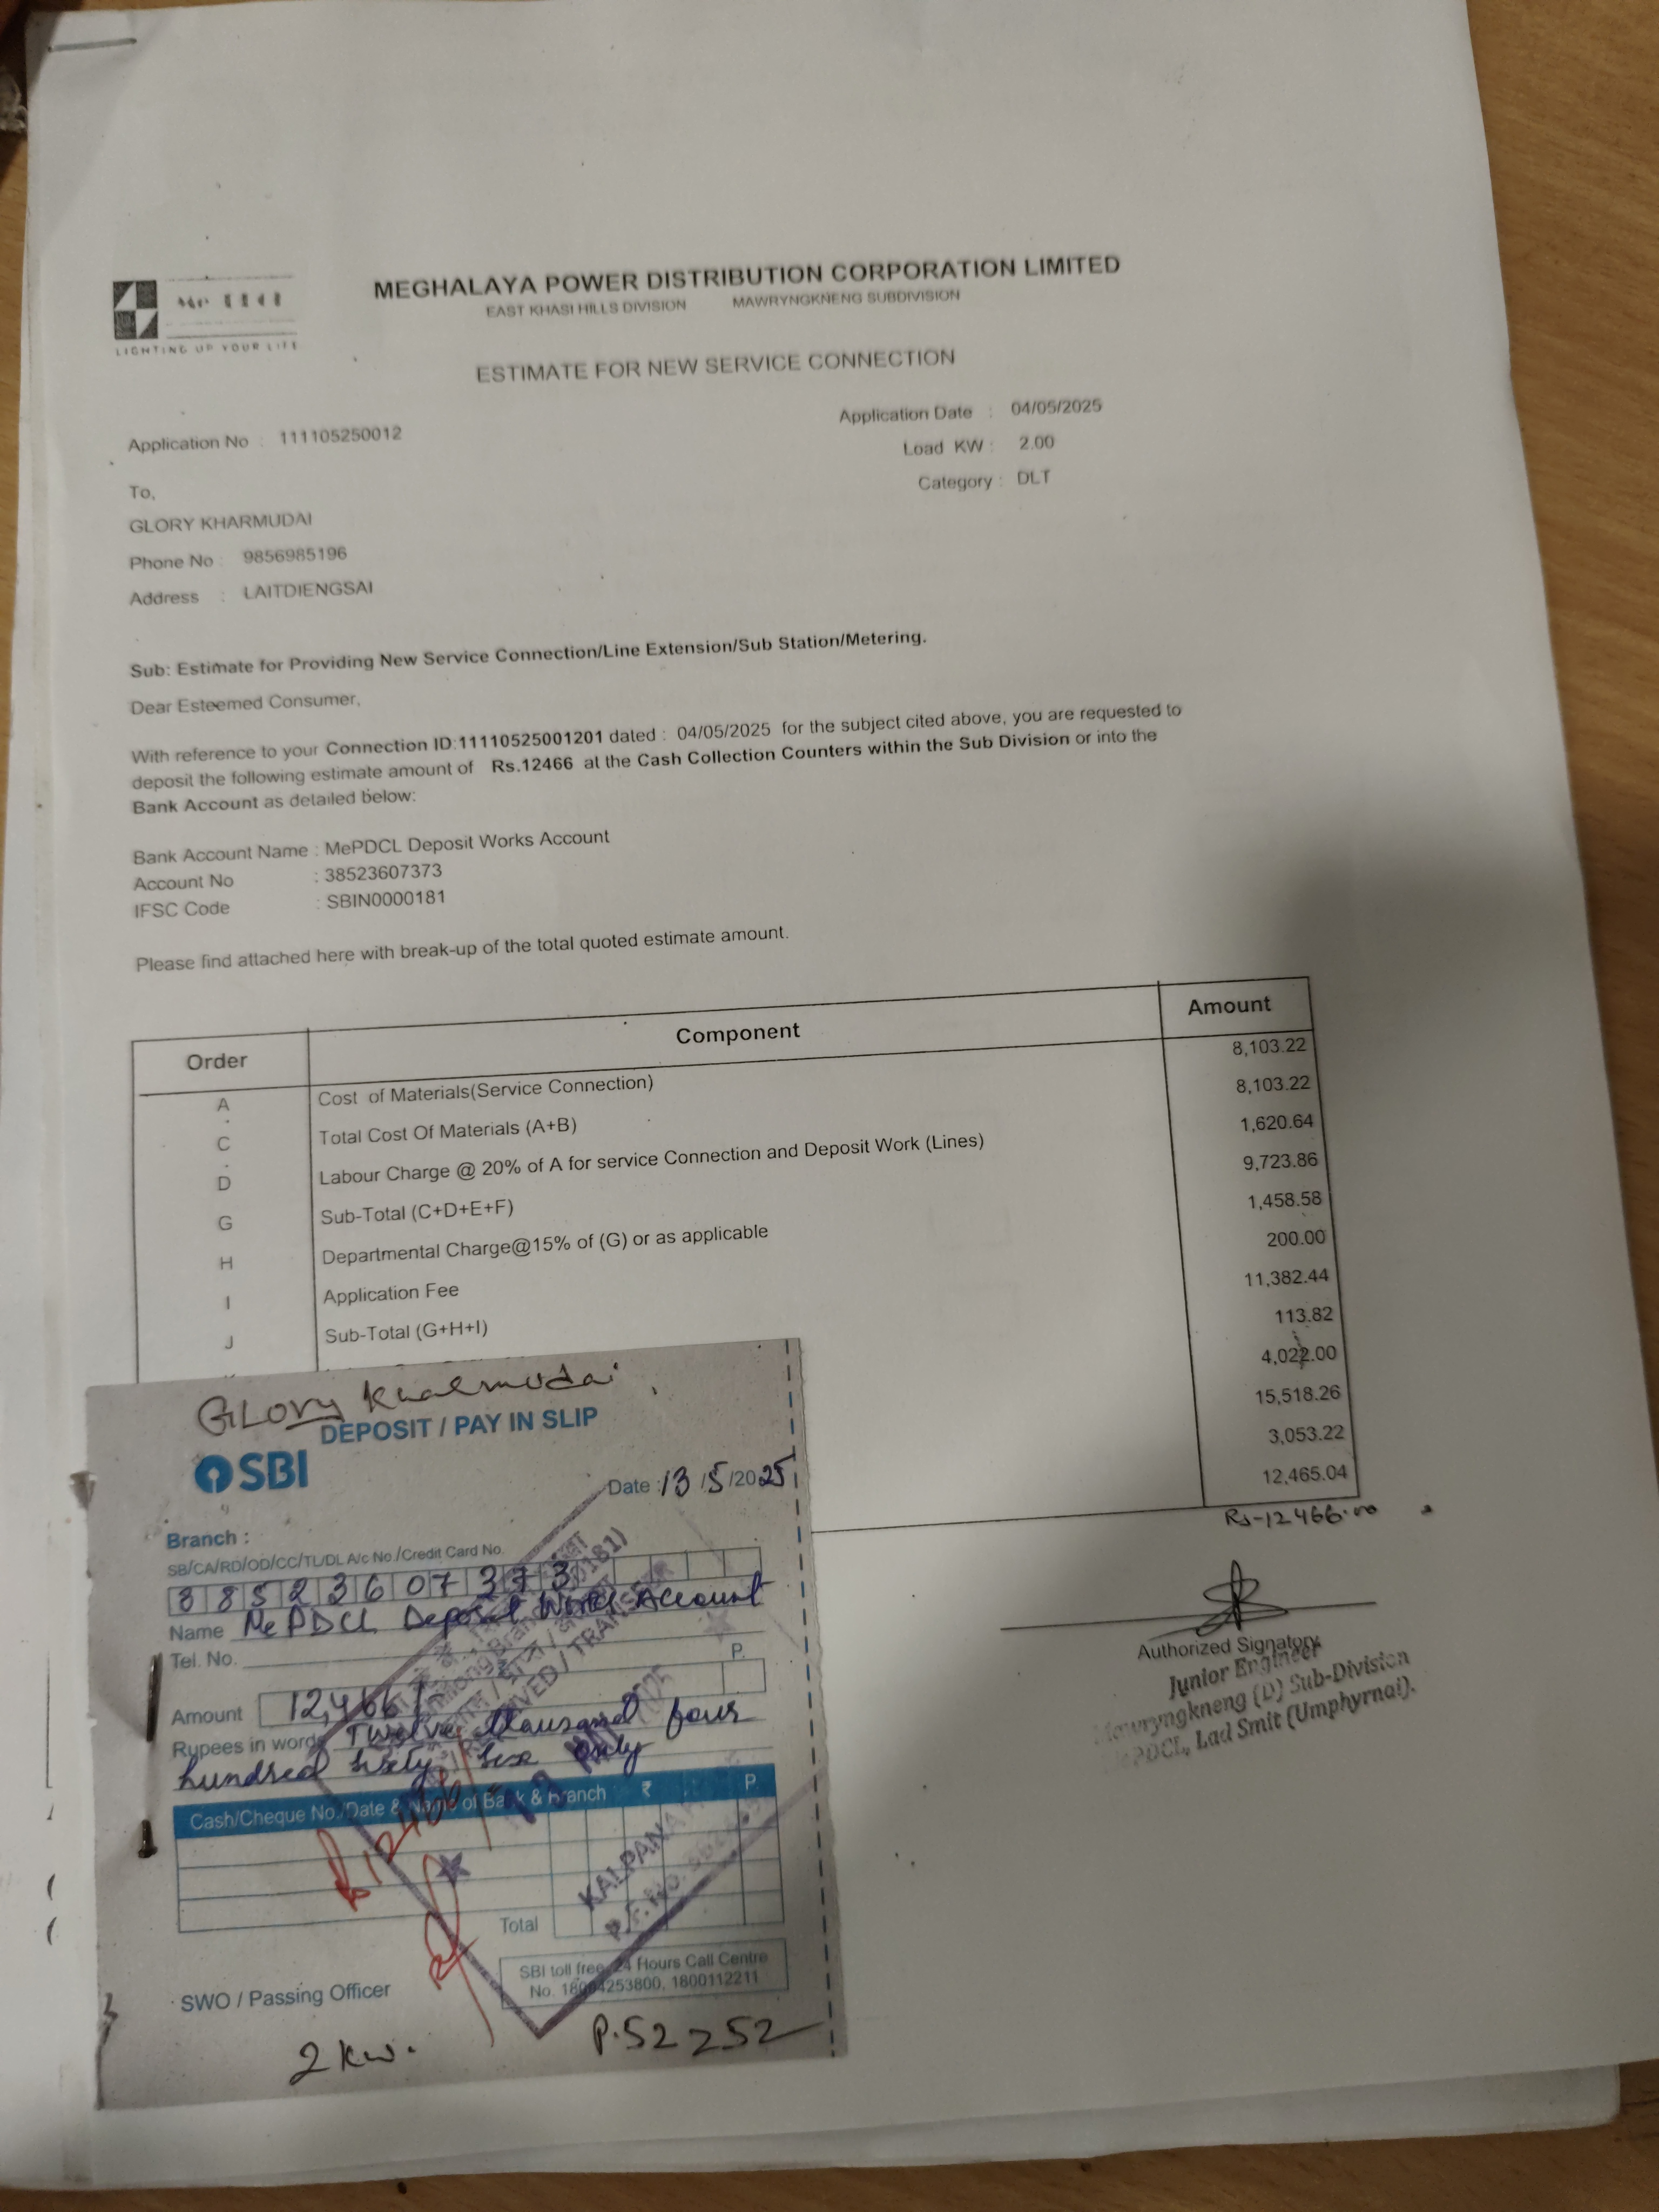 MEGHALAYA POWER DISTRIBUTION CORPORATION LIMITED
EAST KHASI HILLS DIVISION MAWRYNGKNENG SUBDIVISION
LIGHTING UP YOUR LIFE
ESTIMATE FOR NEW SERVICE CONNECTION
Application No : 111105250012
Application Date : 04/05/2025
Load KW : 2.00
Category : DLT
To,
GLORY KHARMUDAI
Phone No : 9856985196
Address : LAITDIENGSAI
Sub: Estimate for Providing New Service Connection/Line Extension/Sub Station/Metering.
Dear Esteemed Consumer,
With reference to your Connection ID:11110525001201 dated : 04/05/2025 for the subject cited above, you are requested to
deposit the following estimate amount of Rs.12466 at the Cash Collection Counters within the Sub Division or into the
Bank Account as detailed below:
Bank Account Name : MePDCL Deposit Works Account
Account No : 38523607373
IFSC Code : SBIN0000181
Please find attached here with break-up of the total quoted estimate amount.
Order Component Amount
A Cost of Materials(Service Connection) 8,103.22
C Total Cost Of Materials (A+B) 8,103.22
D Labour Charge @ 20% of A for service Connection and Deposit Work (Lines) 1,620.64
G Sub-Total (C+D+E+F) 9,723.86
H Departmental Charge@15% of (G) or as applicable 1,458.58
I Application Fee 200.00
J Sub-Total (G+H+I) 11,382.44
113.82
4,022.00
15,518.26
3,053.22
12,465.04
Rs-12466.00
Authorized Signatory
Junior Engineer
Mawryngkneng (D) Sub-Division
MePDCL, Lad Smit (Umphyrnai).
GLory Kharmudai
DEPOSIT / PAY IN SLIP
SBI
Date : 13/5/2025
Branch :
SB/CA/RD/OD/CC/TL/DL A/c No./Credit Card No.
38523607373
Name MePDCL Deposit Works Account
Tel. No.
P.
Amount 12,466/-
Rupees in words Twelve thousand four
hundred sixty six only
Cash/Cheque No./Date & Name of Bank & Branch ₹ P.
KALPANA
P.F. No.
Total
SBI toll free 24 Hours Call Centre
No. 18004253800, 1800112211
SWO / Passing Officer
2 kw.
P.52252